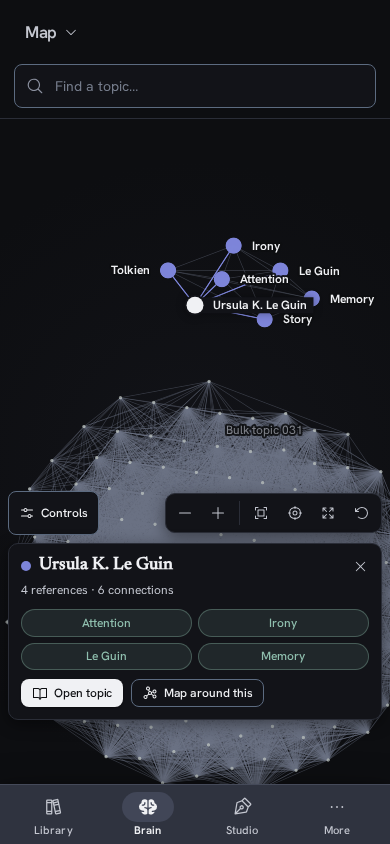 Map
Find a topic...
Irony
Tolkien
Le Guin
Attention
Memory
Ursula K. Le Guin
Story
Bulk topic 031
Controls
Ursula K. Le Guin
4 references · 6 connections
Attention
Irony
Le Guin
Memory
Open topic
Map around this
Library
Brain
Studio
More